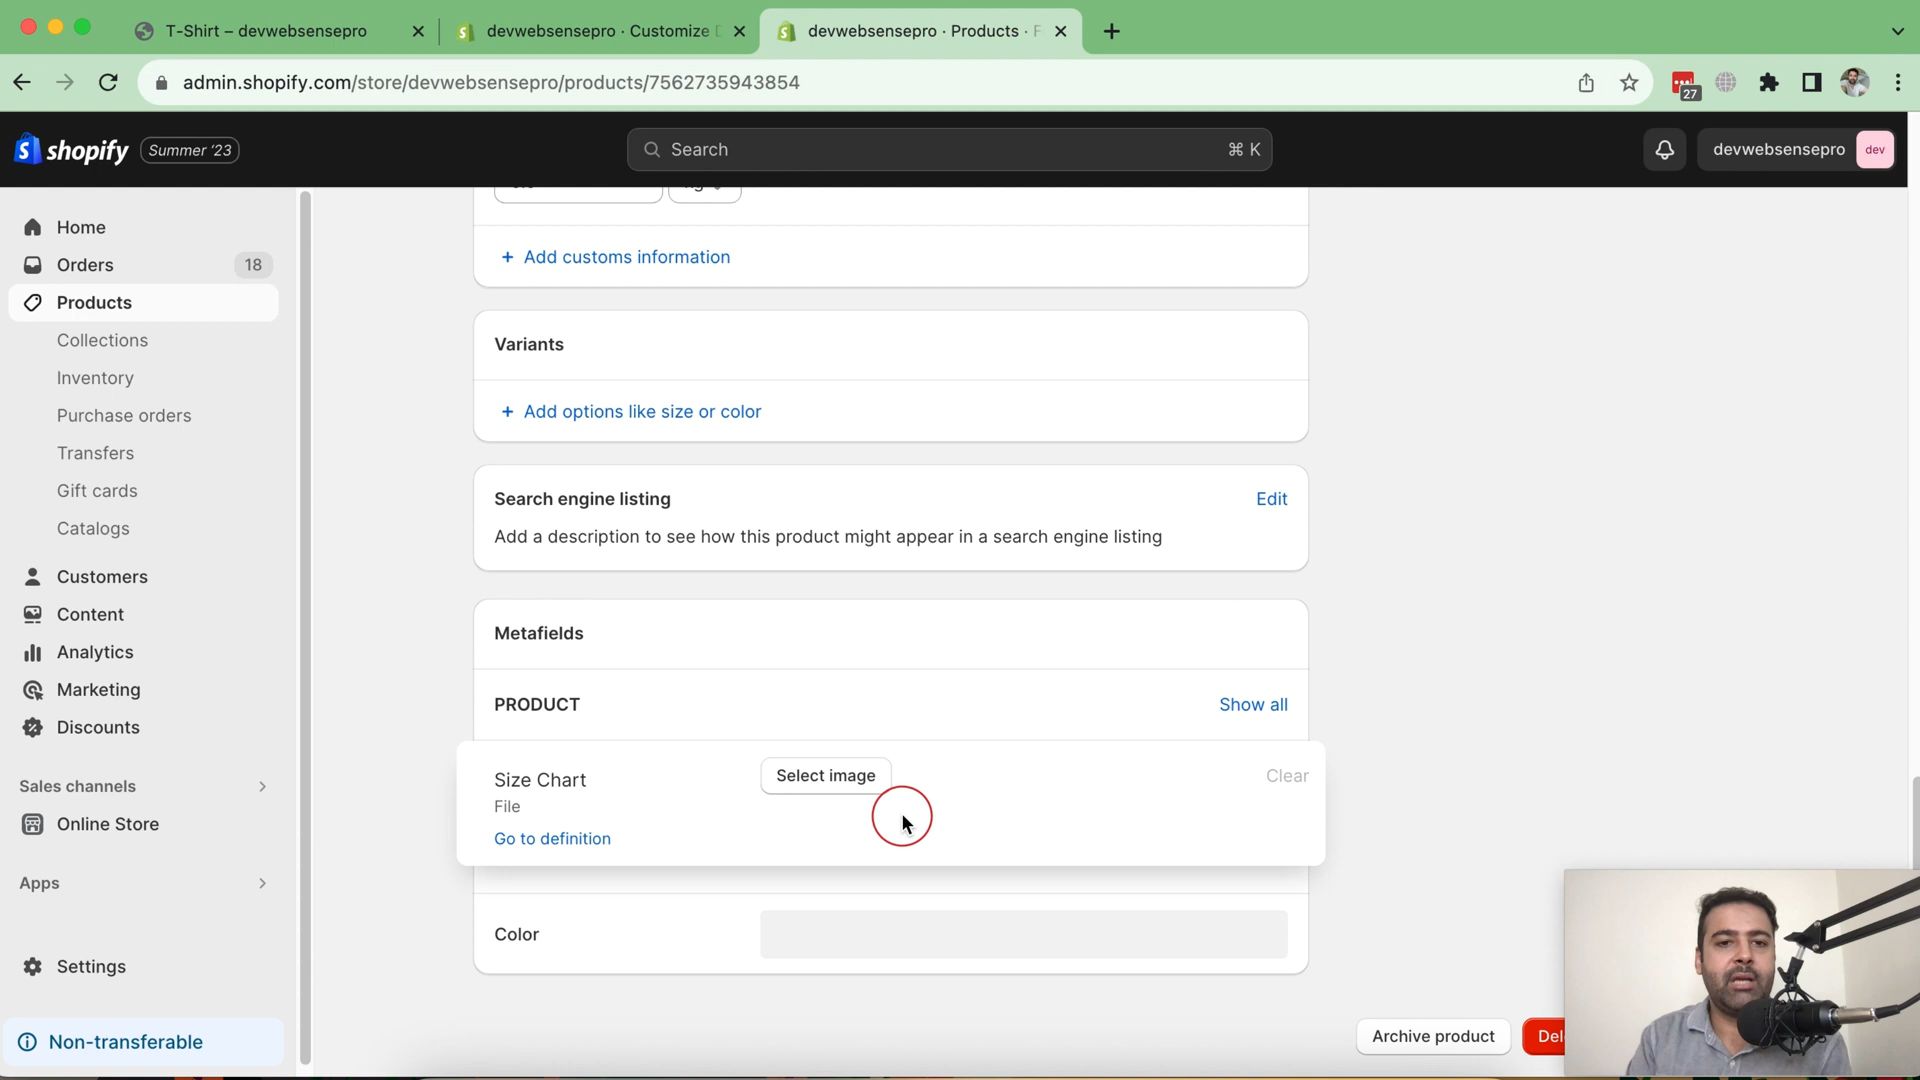 T-Shirt – devwebsensepro
devwebsensepro · Customize
devwebsensepro · Products ·
admin.shopify.com/store/devwebsensepro/products/7562735943854
27
shopify
Summer '23
Search
⌘ K
devwebsensepro
dev
Home
Orders
18
Products
Collections
Inventory
Purchase orders
Transfers
Gift cards
Catalogs
Customers
Content
Analytics
Marketing
Discounts
Sales channels
Online Store
Apps
Settings
Non-transferable
+ Add customs information
Variants
+ Add options like size or color
Search engine listing
Edit
Add a description to see how this product might appear in a search engine listing
Metafields
PRODUCT
Show all
Size Chart
Select image
Clear
File
Go to definition
Color
Archive product
Del